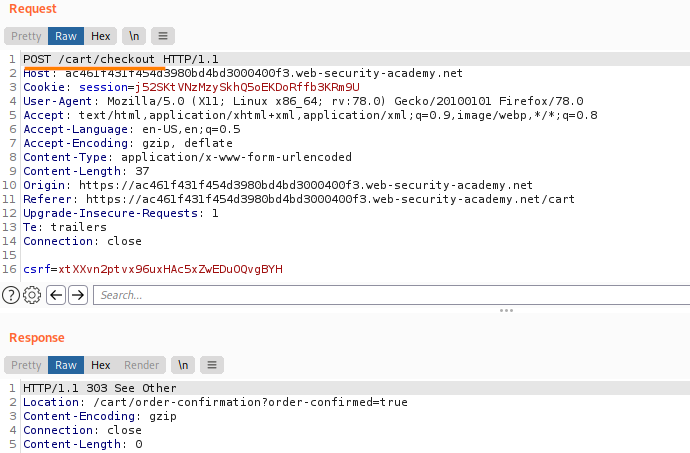 Request
Pretty Raw Hex \n ≡
1 POST /cart/checkout HTTP/1.1
2 Host: ac461f431f454d3980bd4bd3000400f3.web-security-academy.net
3 Cookie: session=j52SKtVNzMzySkhQ5oEKDoRffb3KRm9U
4 User-Agent: Mozilla/5.0 (X11; Linux x86_64; rv:78.0) Gecko/20100101 Firefox/78.0
5 Accept: text/html,application/xhtml+xml,application/xml;q=0.9,image/webp,*/*;q=0.8
6 Accept-Language: en-US,en;q=0.5
7 Accept-Encoding: gzip, deflate
8 Content-Type: application/x-www-form-urlencoded
9 Content-Length: 37
10 Origin: https://ac461f431f454d3980bd4bd3000400f3.web-security-academy.net
11 Referer: https://ac461f431f454d3980bd4bd3000400f3.web-security-academy.net/cart
12 Upgrade-Insecure-Requests: 1
13 Te: trailers
14 Connection: close
15
16 csrf=xtXXvn2ptvx96uxHAc5xZwEDuOQvgBYH
? ← → Search...
Response
Pretty Raw Hex Render \n ≡
1 HTTP/1.1 303 See Other
2 Location: /cart/order-confirmation?order-confirmed=true
3 Content-Encoding: gzip
4 Connection: close
5 Content-Length: 0